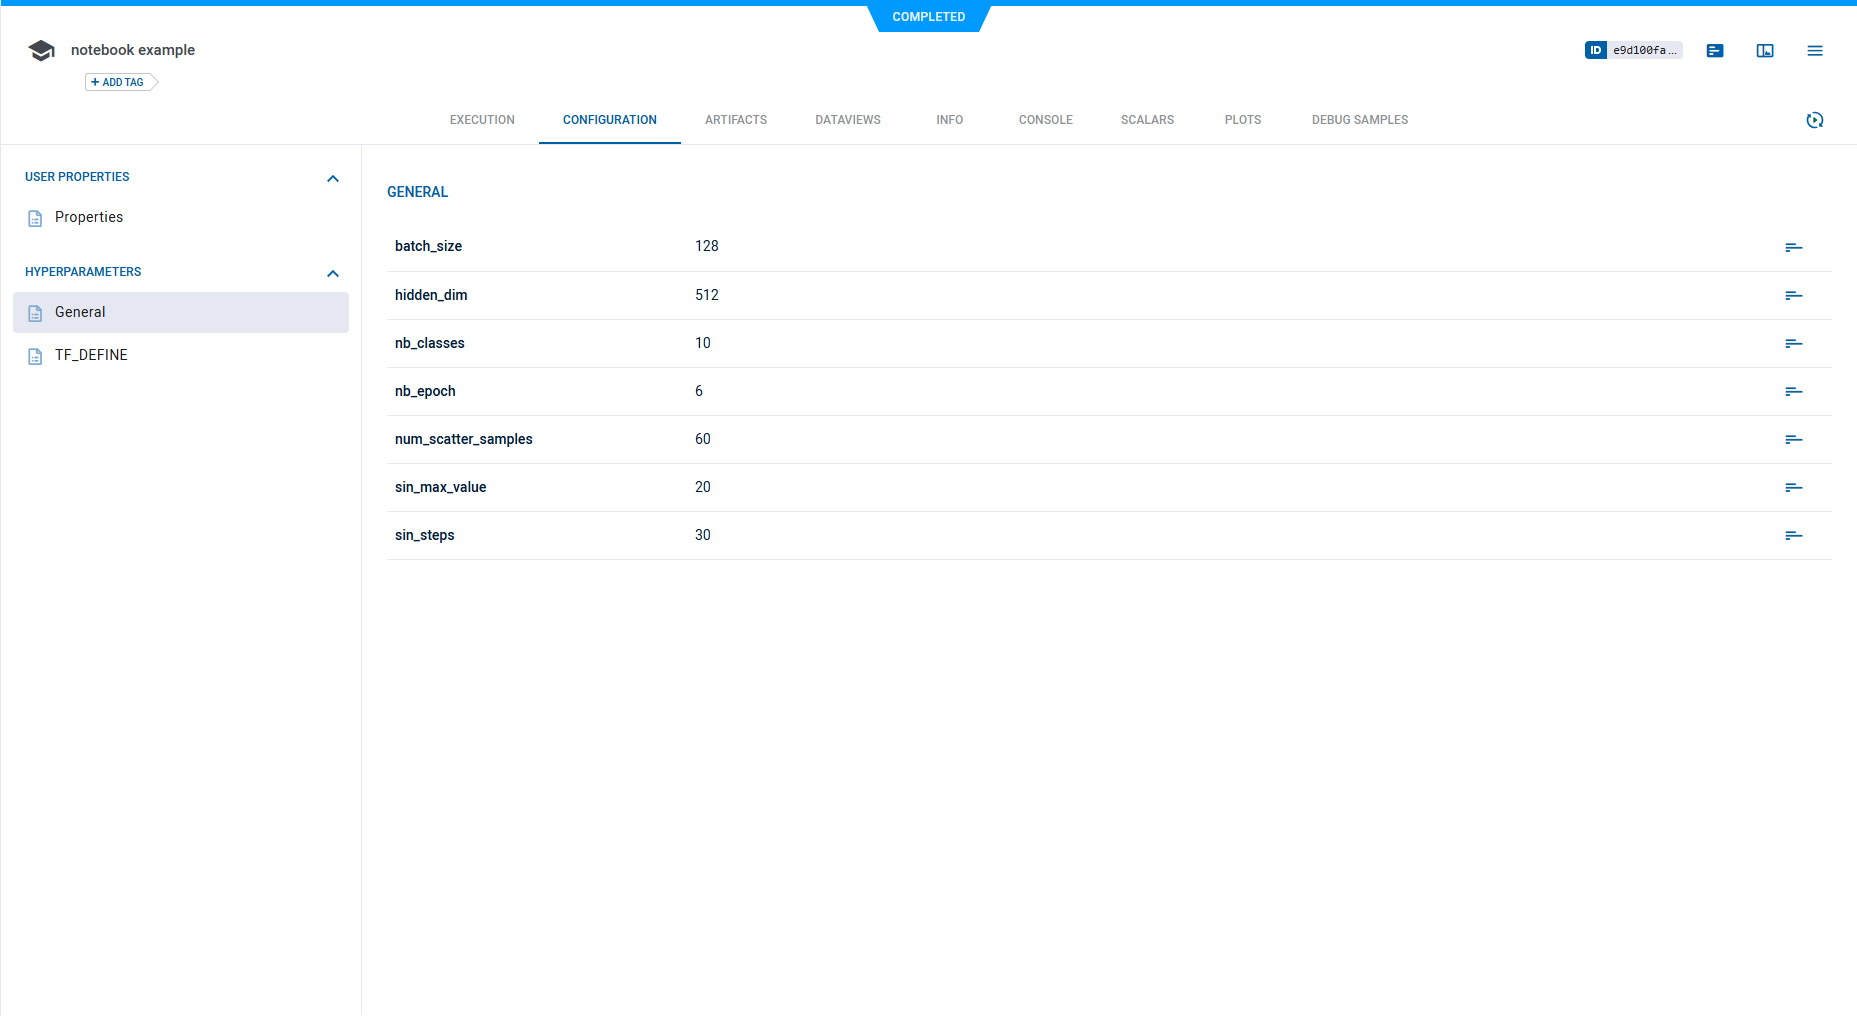 COMPLETED
notebook example
ID e9d100fa...
+ ADD TAG
EXECUTION CONFIGURATION ARTIFACTS DATAVIEWS INFO CONSOLE SCALARS PLOTS DEBUG SAMPLES
USER PROPERTIES
Properties
HYPERPARAMETERS
General
TF_DEFINE
GENERAL
batch_size 128
hidden_dim 512
nb_classes 10
nb_epoch 6
num_scatter_samples 60
sin_max_value 20
sin_steps 30